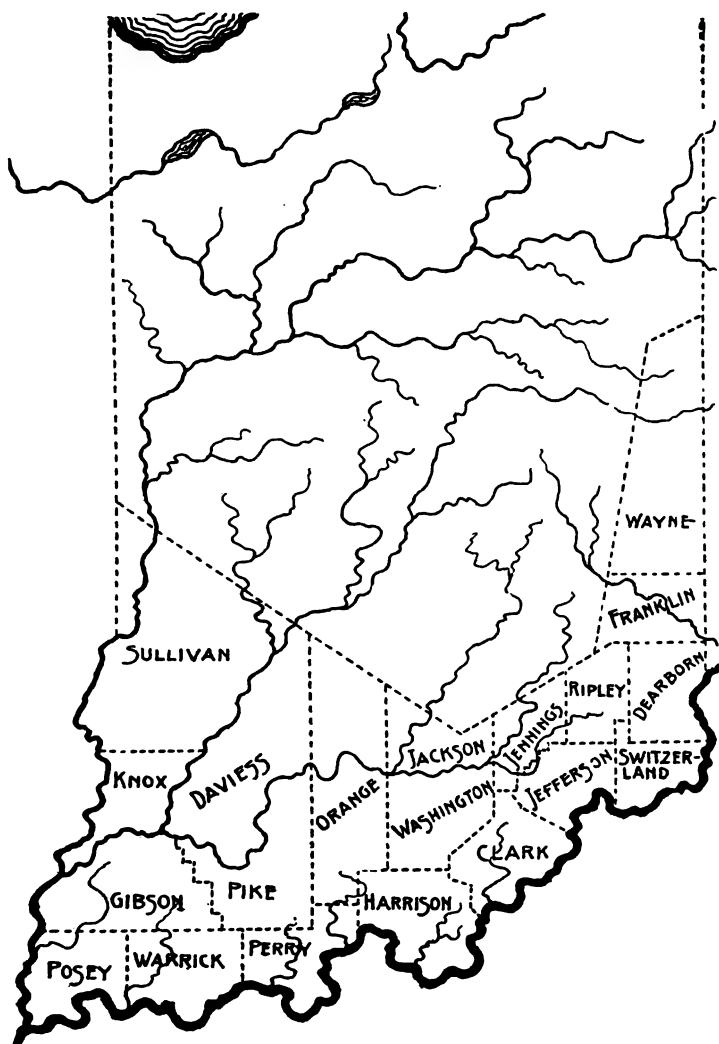 WAYNE
FRANKLIN
SULLIVAN
RIPLEY
DEARBORN
JENNINGS
JACKSON
SWITZER-
LAND
KNOX
DAVIESS
JEFFERSON
ORANGE
WASHINGTON
CLARK
PIKE
GIBSON
HARRISON
PERRY
WARRICK
POSEY